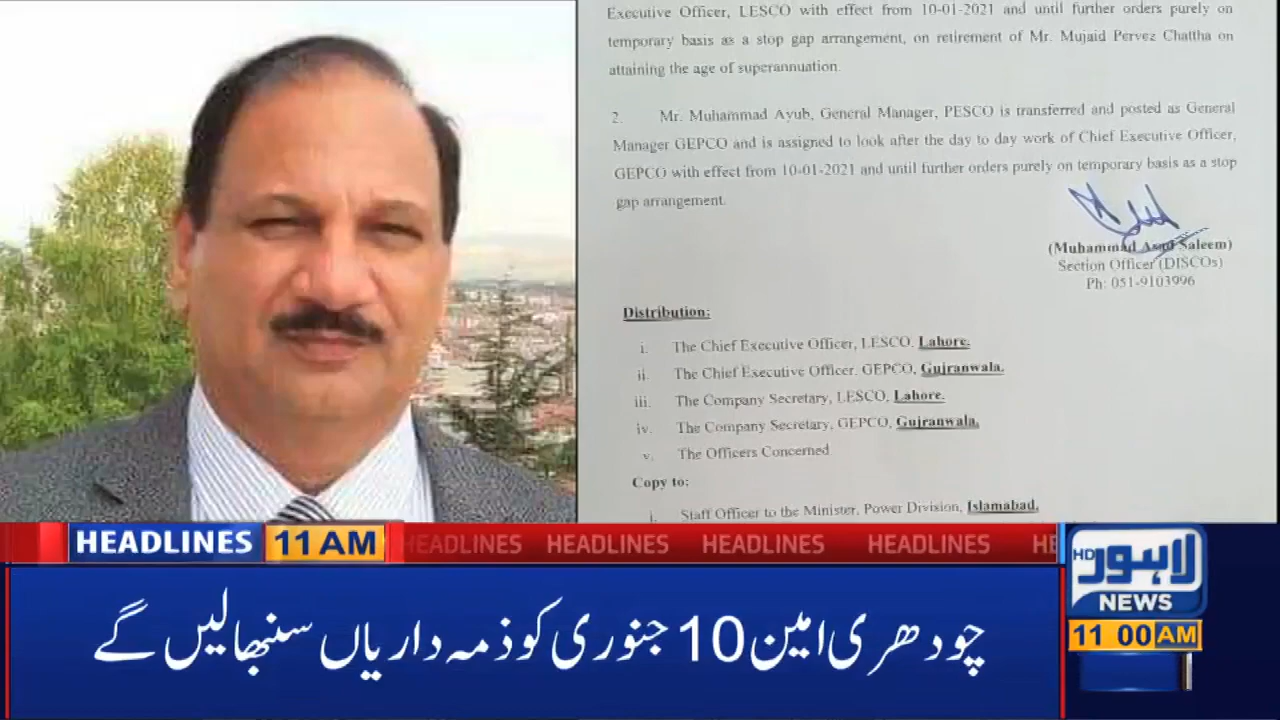 Executive Officer, LESCO with effect from 10-01-2021 and until further orders purely on
temporary basis as a stop gap arrangement, on retirement of Mr. Mujaid Pervez Chattha on
attaining the age of superannuation.
2. Mr. Muhammad Ayub, General Manager, PESCO is transferred and posted as General
Manager GEPCO and is assigned to look after the day to day work of Chief Executive Officer,
GEPCO with effect from 10-01-2021 and until further orders purely on temporary basis as a stop
gap arrangement.
(Muhammad Asad Saleem)
Section Officer (DISCOs)
Ph: 051-9103996
Distribution:
i. The Chief Executive Officer, LESCO, Lahore.
ii. The Chief Executive Officer. GEPCO, Gujranwala.
iii. The Company Secretary, LESCO, Lahore.
iv. The Company Secretary, GEPCO, Gujranwala.
v. The Officers Concerned
Copy to:
i. Staff Officer to the Minister, Power Division, Islamabad.
HEADLINES 11 AM HEADLINES HEADLINES HEADLINES HEADLINES HE
چودھری امین 10 جنوری کو ذمہ داریاں سنبھالیں گے
HD لاہور
NEWS
11 00 AM